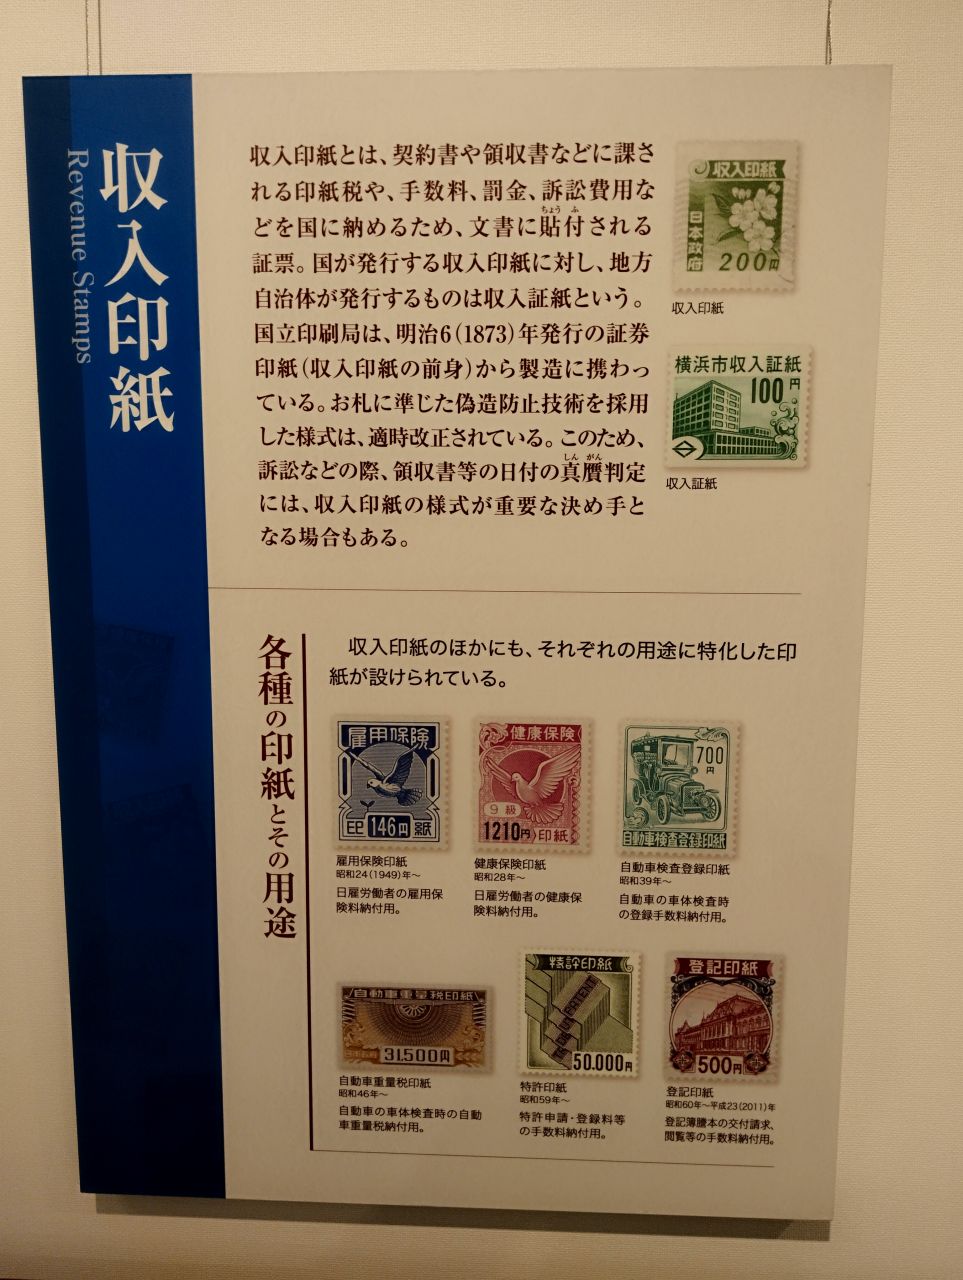 収入印紙
Revenue Stamps
収入印紙とは、契約書や領収書などに課さ
れる印紙税や、手数料、罰金、訴訟費用な
どを国に納めるため、文書に貼付される
ちょう ふ
証票。国が発行する収入印紙に対し、地方
自治体が発行するものは収入証紙という。
国立印刷局は、明治6(1873)年発行の証券
印紙(収入印紙の前身)から製造に携わっ
ている。お札に準じた偽造防止技術を採用
した様式は、適時改正されている。このため、
訴訟などの際、領収書等の日付の真贋判定
しん がん
には、収入印紙の様式が重要な決め手と
なる場合もある。
収入印紙
日本政府
200円
収入印紙
横浜市収入証紙
100円
収入証紙
各種の印紙とその用途
収入印紙のほかにも、それぞれの用途に特化した印
紙が設けられている。
雇用保険
印 146円 紙
雇用保険印紙
昭和24(1949)年〜
日雇労働者の雇用保
険料納付用。
健康保険
9級
1210円 印紙
健康保険印紙
昭和28年〜
日雇労働者の健康保
険料納付用。
700円
自動車検査登録印紙
自動車検査登録印紙
昭和39年〜
自動車の車体検査時
の登録手数料納付用。
自動車重量税印紙
31,500円
自動車重量税印紙
昭和46年〜
自動車の車体検査時の自動
車重量税納付用。
特許印紙
50.000円
特許印紙
昭和59年〜
特許申請・登録料等
の手数料納付用。
登記印紙
500円
登記印紙
昭和60年〜平成23(2011)年
登記簿謄本の交付請求、
閲覧等の手数料納付用。